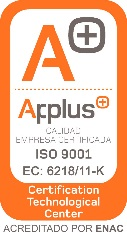 A+
Applus+
CALIDAD
EMPRESA CERTIFICADA
ISO 9001
EC: 6218/11-K
Certification
Technological
Center
ACREDITADO POR ENAC